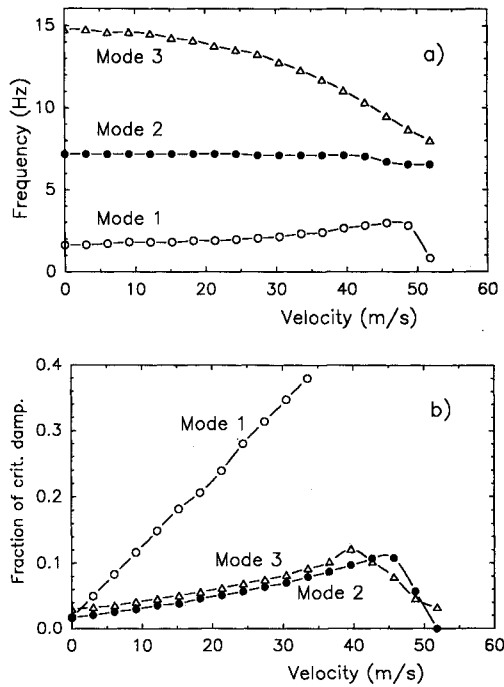 15
a)
Mode 3
10
Mode 2
5
Mode 1
0
Frequency (Hz)
0 10 20 30 40 50 60
Velocity (m/s)
0.4
b)
Mode 1
0.3
0.2
Mode 3
0.1
Mode 2
0.0
Fraction of crit. damp.
0 10 20 30 40 50 60
Velocity (m/s)